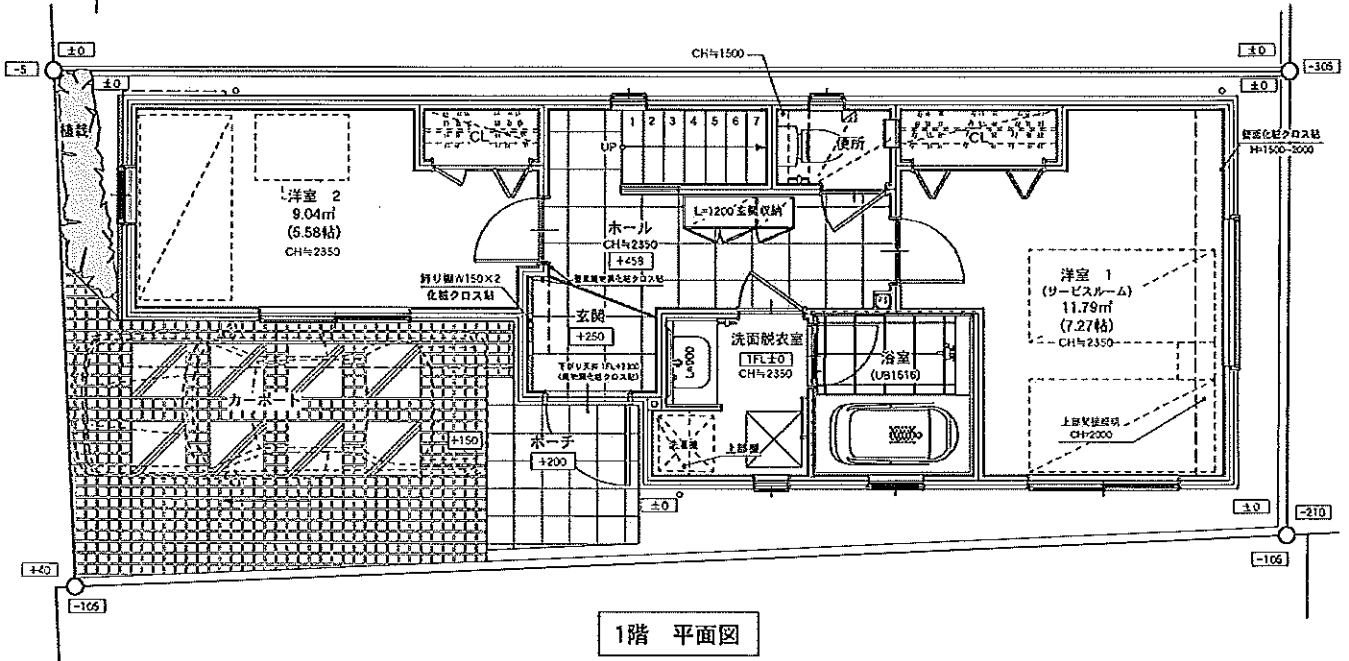 ±0
-5
±0
植栽
CH≒1500
±0
-305
±0
壁面化粧クロス貼
H=1500~2000
CL
1 2 3 4 5 6 7
UP
便所
CL
洋室 2
9.04㎡
(5.58帖)
CH≒2350
ホール
CH≒2350
+458
L=1200 玄関収納
飾り棚W150×2
化粧クロス貼
玄関
+250
洋室 1
(サービスルーム)
11.79㎡
(7.27帖)
CH≒2350
洗面脱衣室
1FL±0
CH≒2350
L=900
浴室
(UB1616)
カーポート
+150
ポーチ
+200
洗濯機
上部棚
CH=2000
±0
±0
-210
+40
-105
-105
1階 平面図